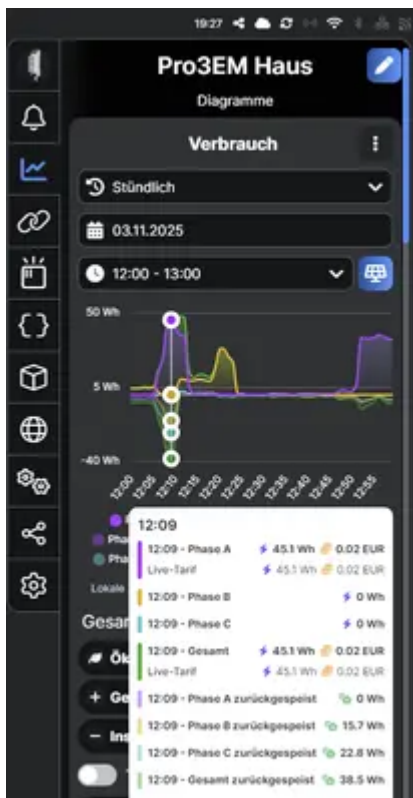 19:27
Pro3EM Haus
Diagramme
Verbrauch
Stündlich
03.11.2025
12:00 - 13:00
50 Wh
5 Wh
-40 Wh
12:00 12:05 12:10 12:15 12:20 12:25 12:30 12:35 12:40 12:45 12:50 12:55
12:09
12:09 - Phase A 45.1 Wh 0.02 EUR
Live-Tarif 45.1 Wh 0.02 EUR
Pha
12:09 - Phase B 0 Wh
Pha
12:09 - Phase C 0 Wh
Lokale
12:09 - Gesamt 45.1 Wh 0.02 EUR
Live-Tarif 45.1 Wh 0.02 EUR
Gesar
Ök
12:09 - Phase A zurückgespeist 0 Wh
+ Ge
12:09 - Phase B zurückgespeist 15.7 Wh
12:09 - Phase C zurückgespeist 22.8 Wh
− Ins
12:09 - Gesamt zurückgespeist 38.5 Wh